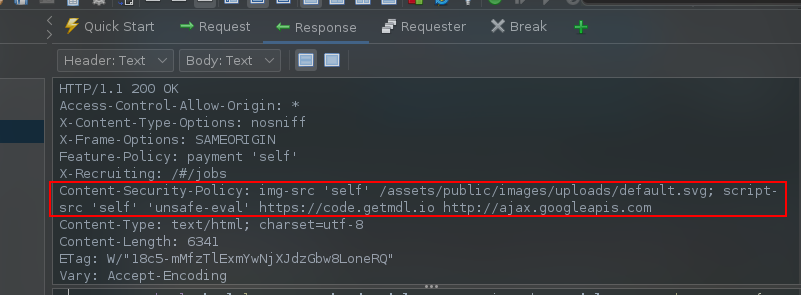 Quick Start Request Response Requester Break
Header: Text Body: Text
HTTP/1.1 200 OK
Access-Control-Allow-Origin: *
X-Content-Type-Options: nosniff
X-Frame-Options: SAMEORIGIN
Feature-Policy: payment 'self'
X-Recruiting: /#/jobs
Content-Security-Policy: img-src 'self' /assets/public/images/uploads/default.svg; script-
src 'self' 'unsafe-eval' https://code.getmdl.io http://ajax.googleapis.com
Content-Type: text/html; charset=utf-8
Content-Length: 6341
ETag: W/"18c5-mMfzTlExmYwNjXJdzGbw8LoneRQ"
Vary: Accept-Encoding